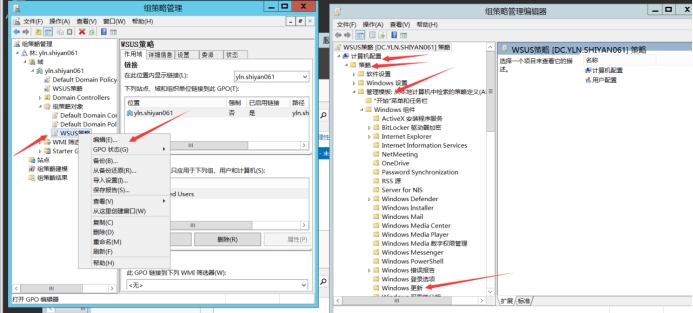 组策略管理
文件(F) 操作(A) 查看(V) 窗口(W) 帮助(H)
组策略管理
林: yln.shiyan061
域
yln.shiyan061
Default Domain Policy
WSUS策略
Domain Controllers
组策略对象
Default Domain Con
Default Domain Pol
WSUS策略
WMI 筛选
Starter G
站点
组策略建模
组策略结果
WSUS策略
作用域 详细信息 设置 委派 状态
链接
在此位置内显示链接(L): yln.shiyan061
下列站点、域和组织单位链接到此 GPO(T):
位置 强制 已启用链接 路径
yln.shiyan061 否 是 yln.sh
编辑(E)...
GPO 状态(G)
备份(B)...
从备份还原(R)...
导入设置(I)...
保存报告(S)...
查看(V)
从这里创建窗口(W)
复制(C)
删除(D)
重命名(M)
刷新(F)
帮助(H)
只应用于下列组、用户和计算机(S):
ed Users
删除(R) 属性(P)
此 GPO 链接到下列 WMI 筛选器(W):
<无>
打开 GPO 编辑器
组策略管理编辑器
文件(F) 操作(A) 查看(V) 帮助(H)
WSUS策略 [DC.YLN.SHIYAN061] 策略
计算机配置
策略
软件设置
Windows 设置
管理模板: 从本地计算机中检索的策略定义(A
"开始"菜单和任务栏
Windows 组件
ActiveX 安装程序服务
BitLocker 驱动器加密
Internet Explorer
Internet Information Services
NetMeeting
OneDrive
Password Synchronization
RSS 源
Server for NIS
Windows Defender
Windows Installer
Windows Mail
Windows Media Center
Windows Media Player
Windows Media 数字权限管理
Windows Messenger
Windows PowerShell
Windows 错误报告
Windows 登录选项
Windows 更新
WSUS策略 [DC.YLN.SHIYAN061] 策略
选择一个项目来查看它的描述。
名称
计算机配置
用户配置
扩展 标准